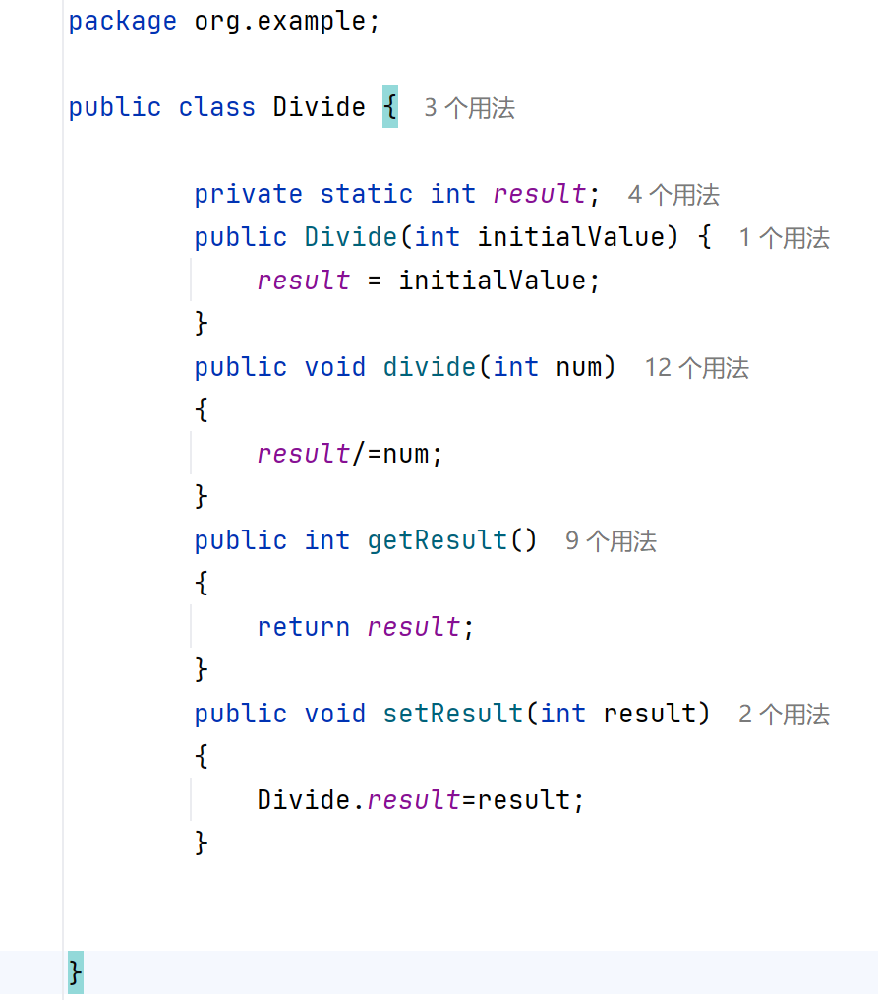 package org.example;
public class Divide { 3 个用法
private static int result; 4 个用法
public Divide(int initialValue) { 1 个用法
result = initialValue;
}
public void divide(int num) 12 个用法
{
result/=num;
}
public int getResult() 9 个用法
{
return result;
}
public void setResult(int result) 2 个用法
{
Divide.result=result;
}
}